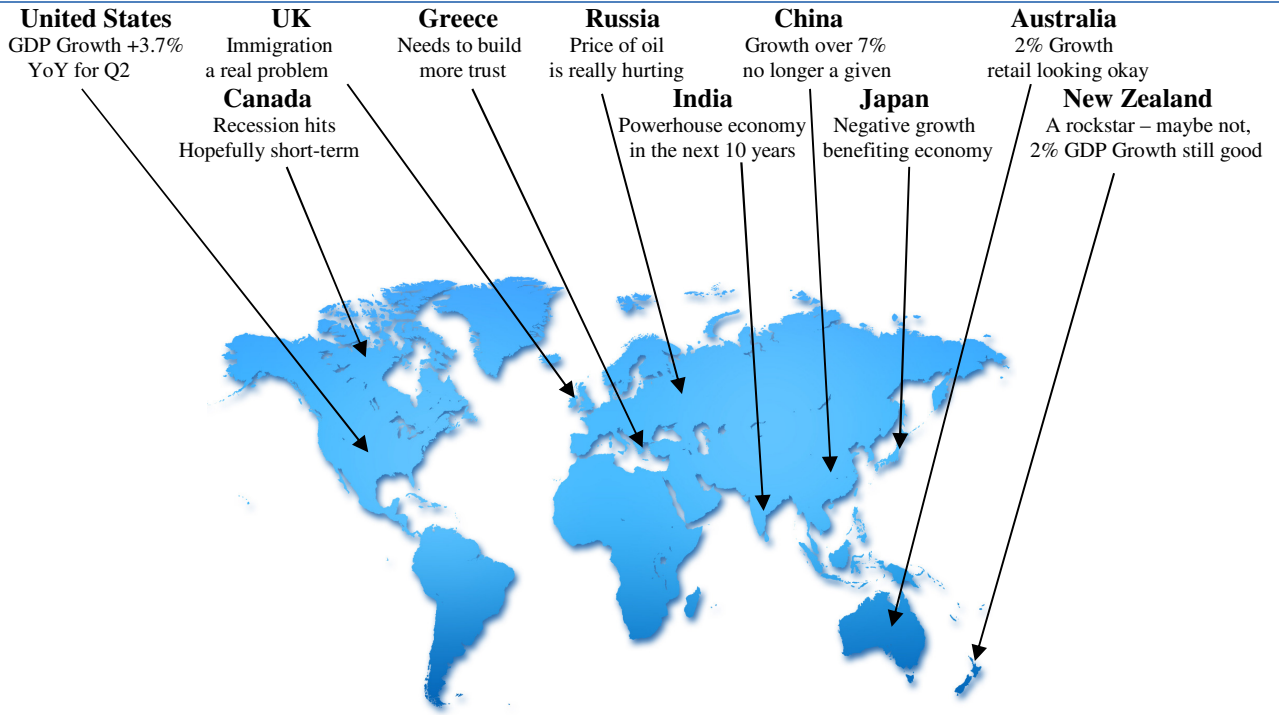 United States
GDP Growth +3.7%
YoY for Q2
UK
Immigration
a real problem
Greece
Needs to build
more trust
Russia
Price of oil
is really hurting
China
Growth over 7%
no longer a given
Australia
2% Growth
retail looking okay
Canada
Recession hits
Hopefully short-term
India
Powerhouse economy
in the next 10 years
Japan
Negative growth
benefiting economy
New Zealand
A rockstar – maybe not,
2% GDP Growth still good